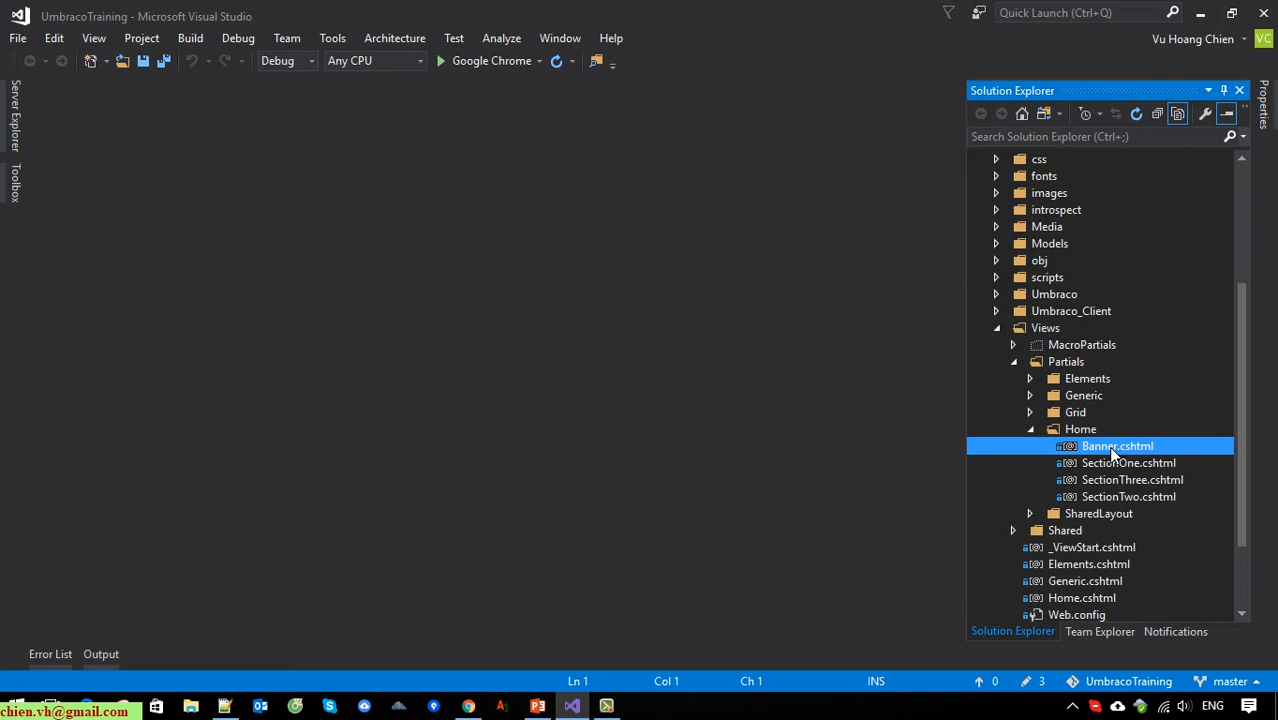 UmbracoTraining - Microsoft Visual Studio
Quick Launch (Ctrl+Q)
File Edit View Project Build Debug Team Tools Architecture Test Analyze Window Help
Vu Hoang Chien
VC
Debug
Any CPU
Google Chrome
Server Explorer
Toolbox
Solution Explorer
Properties
Search Solution Explorer (Ctrl+;)
css
fonts
images
introspect
Media
Models
obj
scripts
Umbraco
Umbraco_Client
Views
MacroPartials
Partials
Elements
Generic
Grid
Home
Banner.cshtml
SectionOne.cshtml
SectionThree.cshtml
SectionTwo.cshtml
SharedLayout
Shared
_ViewStart.cshtml
Elements.cshtml
Generic.cshtml
Home.cshtml
Web.config
Solution Explorer Team Explorer Notifications
Error List Output
Ln 1 Col 1 Ch 1 INS 0 3 UmbracoTraining master
chien.vh@gmail.com
ENG